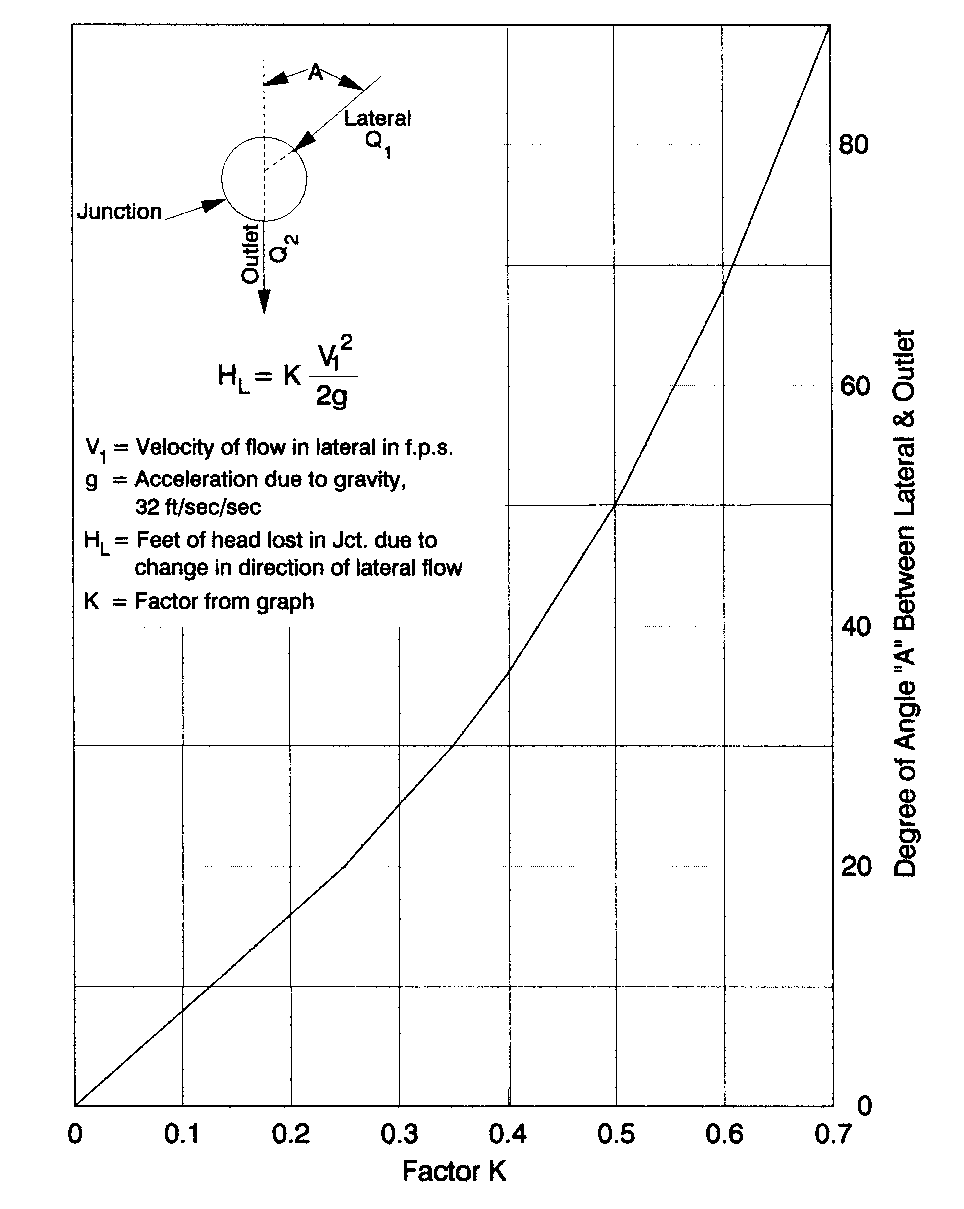 A
Lateral
Q1
Junction
Outlet
Q2
HL = K V1² / 2g
V1 = Velocity of flow in lateral in f.p.s.
g = Acceleration due to gravity,
32 ft/sec/sec
HL = Feet of head lost in Jct. due to
change in direction of lateral flow
K = Factor from graph
80
60
40
20
0
Degree of Angle "A" Between Lateral & Outlet
0 0.1 0.2 0.3 0.4 0.5 0.6 0.7
Factor K